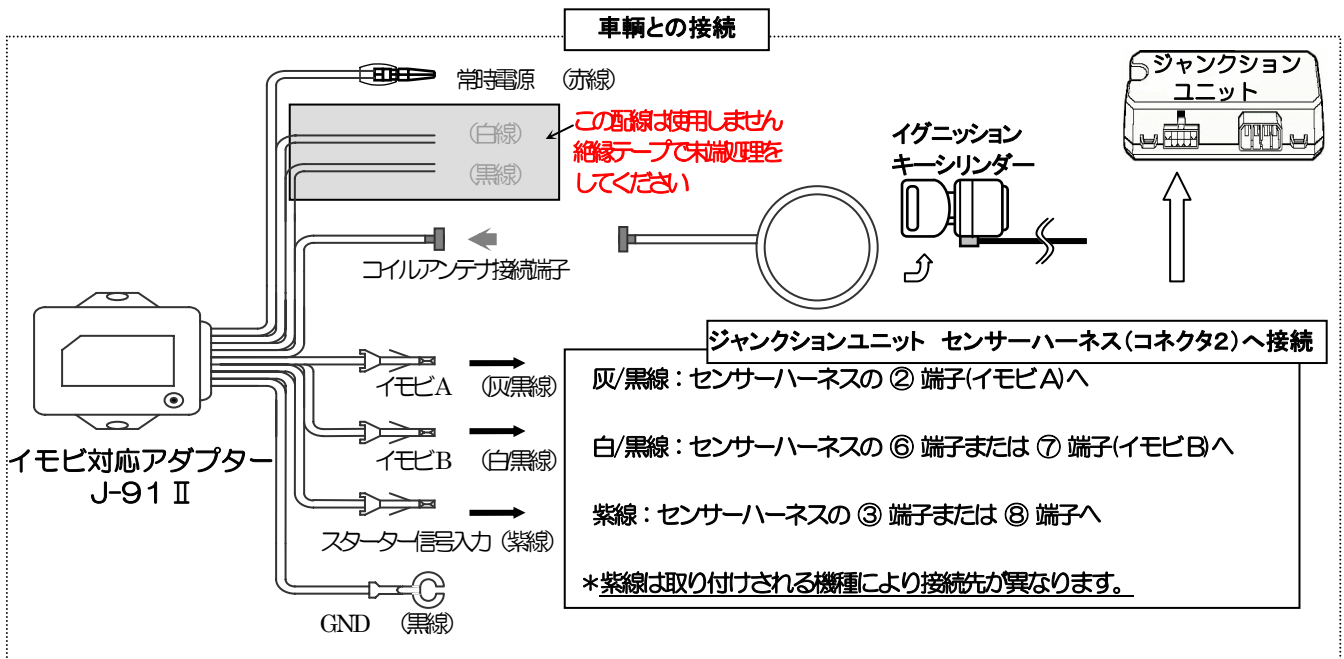 車輌との接続
常時電源 (赤線)
(白線)
(黒線)
この配線は使用しません
絶縁テープで末端処理を
してください
イグニッション
キーシリンダー
ジャンクション
ユニット
コイルアンテナ接続端子
イモビ対応アダプター
J-91Ⅱ
イモビA (灰/黒線)
イモビB (白/黒線)
スターター信号入力 (紫線)
GND (黒線)
ジャンクションユニット センサーハーネス(コネクタ2)へ接続
灰/黒線:センサーハーネスの ② 端子(イモビA)へ
白/黒線:センサーハーネスの ⑥ 端子または ⑦ 端子(イモビB)へ
紫線:センサーハーネスの ③ 端子または ⑧ 端子へ
*紫線は取り付けされる機種により接続先が異なります。